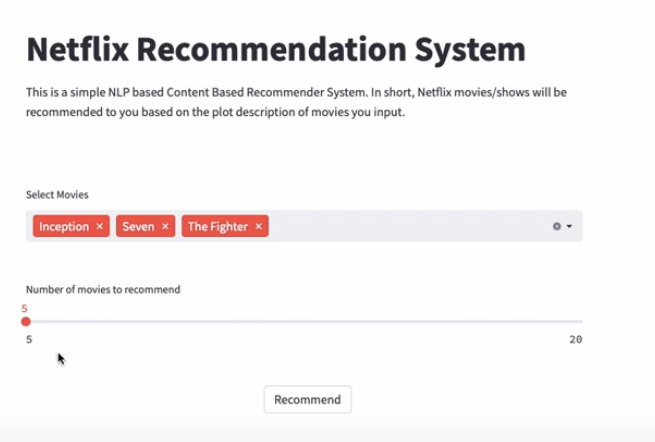 Netflix Recommendation System
This is a simple NLP based Content Based Recommender System. In short, Netflix movies/shows will be
recommended to you based on the plot description of movies you input.
Select Movies
Inception × Seven × The Fighter ×
Number of movies to recommend
5
5 20
Recommend